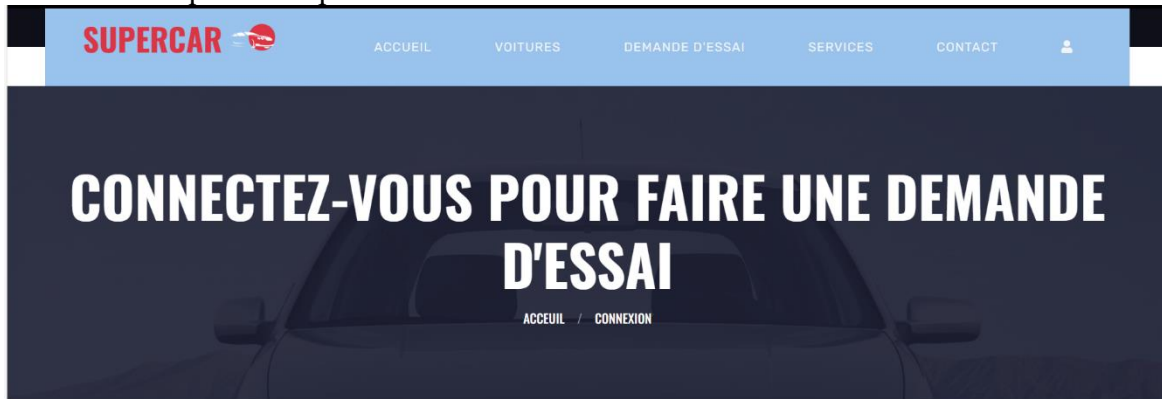 SUPERCAR
ACCUEIL VOITURES DEMANDE D'ESSAI SERVICES CONTACT
CONNECTEZ-VOUS POUR FAIRE UNE DEMANDE
D'ESSAI
ACCEUIL / CONNEXION